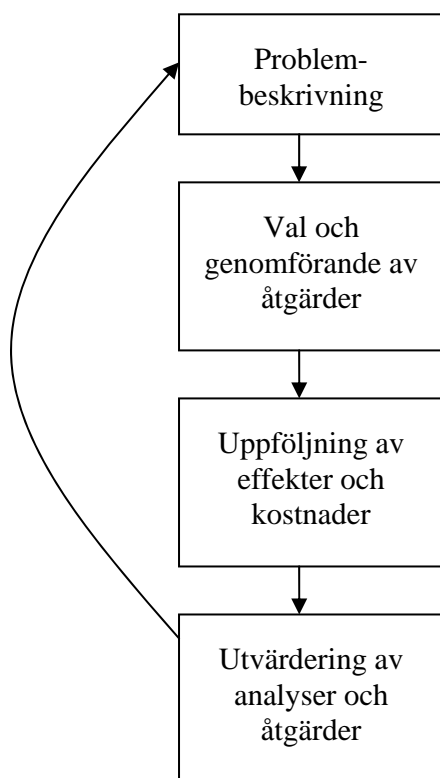 Problem-
beskrivning
Val och
genomförande av
åtgärder
Uppföljning av
effekter och
kostnader
Utvärdering av
analyser och
åtgärder